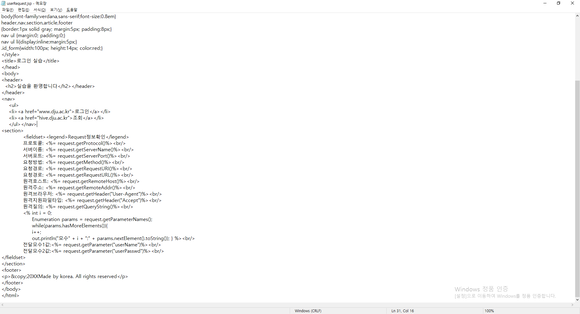 userRequest.jsp - 메모장
파일(F) 편집(E) 서식(O) 보기(V) 도움말
body{font-family:verdana,sans-serif;font-size:0.8em}
header,nav,section,article,footer
{border:1px solid gray; margin:5px; padding:8px;}
nav ul {margin:0; padding:0;}
nav ul li{display:inline;margin:5px;}
.id_form{width:100px; height:14px; color:red;}
</style>
<title>로그인 실습</title>
</head>
<body>
<header>
<h2>실습을 환영합니다</h2> </header>
</header>
<nav>
<ul>
<li><a href="www.dju.ac.kr">로그인</a></li>
<li><a href="hive.dju.ac.kr">조회</a></li>
</ul></nav>
<section>
<fieldset><legend>Request정보확인</legend>
프로토콜: <%= request.getProtocol()%><br/>
서버이름: <%= request.getServerName()%><br/>
서버포트: <%= request.getServerPort()%><br/>
요청방법: <%= request.getMethod()%><br/>
요청경로: <%= request.getRequestURI()%><br/>
요청경로: <%= request.getRequestURL()%><br/>
원격호스트: <%= request.getRemoteHost()%><br/>
원격주소: <%= request.getRemoteAddr()%><br/>
원격브라우저: <%= request.getHeader("User-Agent")%><br/>
원격지원파일타입: <%= request.getHeader("Accept")%><br/>
원격질의: <%= request.getQueryString()%><br/>
<% int i = 0;
Enumeration params = request.getParameterNames();
while(params.hasMoreElements()){
i++;
out.println("모수" + i + "/" + params.nextElement().toString()); } %><br/>
전달모수1값:<%= request.getParameter("userName")%><br/>
전달모수2값:<%= request.getParameter("userPasswd")%><br/>
</fieldset>
</section>
<footer>
<p>&copy;20XXMade by korea. All rights reserved</p>
</footer>
</body>
</html>
Windows 정품 인증
[설정]으로 이동하여 Windows를 정품 인증합니다.
Windows (CRLF) Ln 31, Col 16 100%